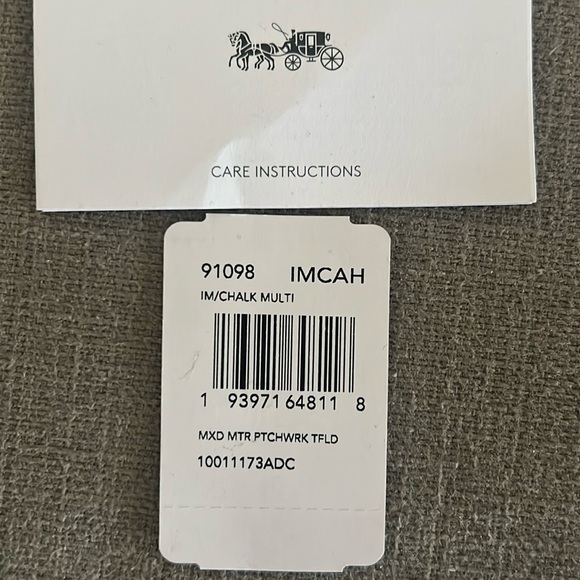 CARE INSTRUCTIONS
91098 IMCAH
IM/CHALK MULTI
1 93971 64811 8
MXD MTR PTCHWRK TFLD
10011173ADC